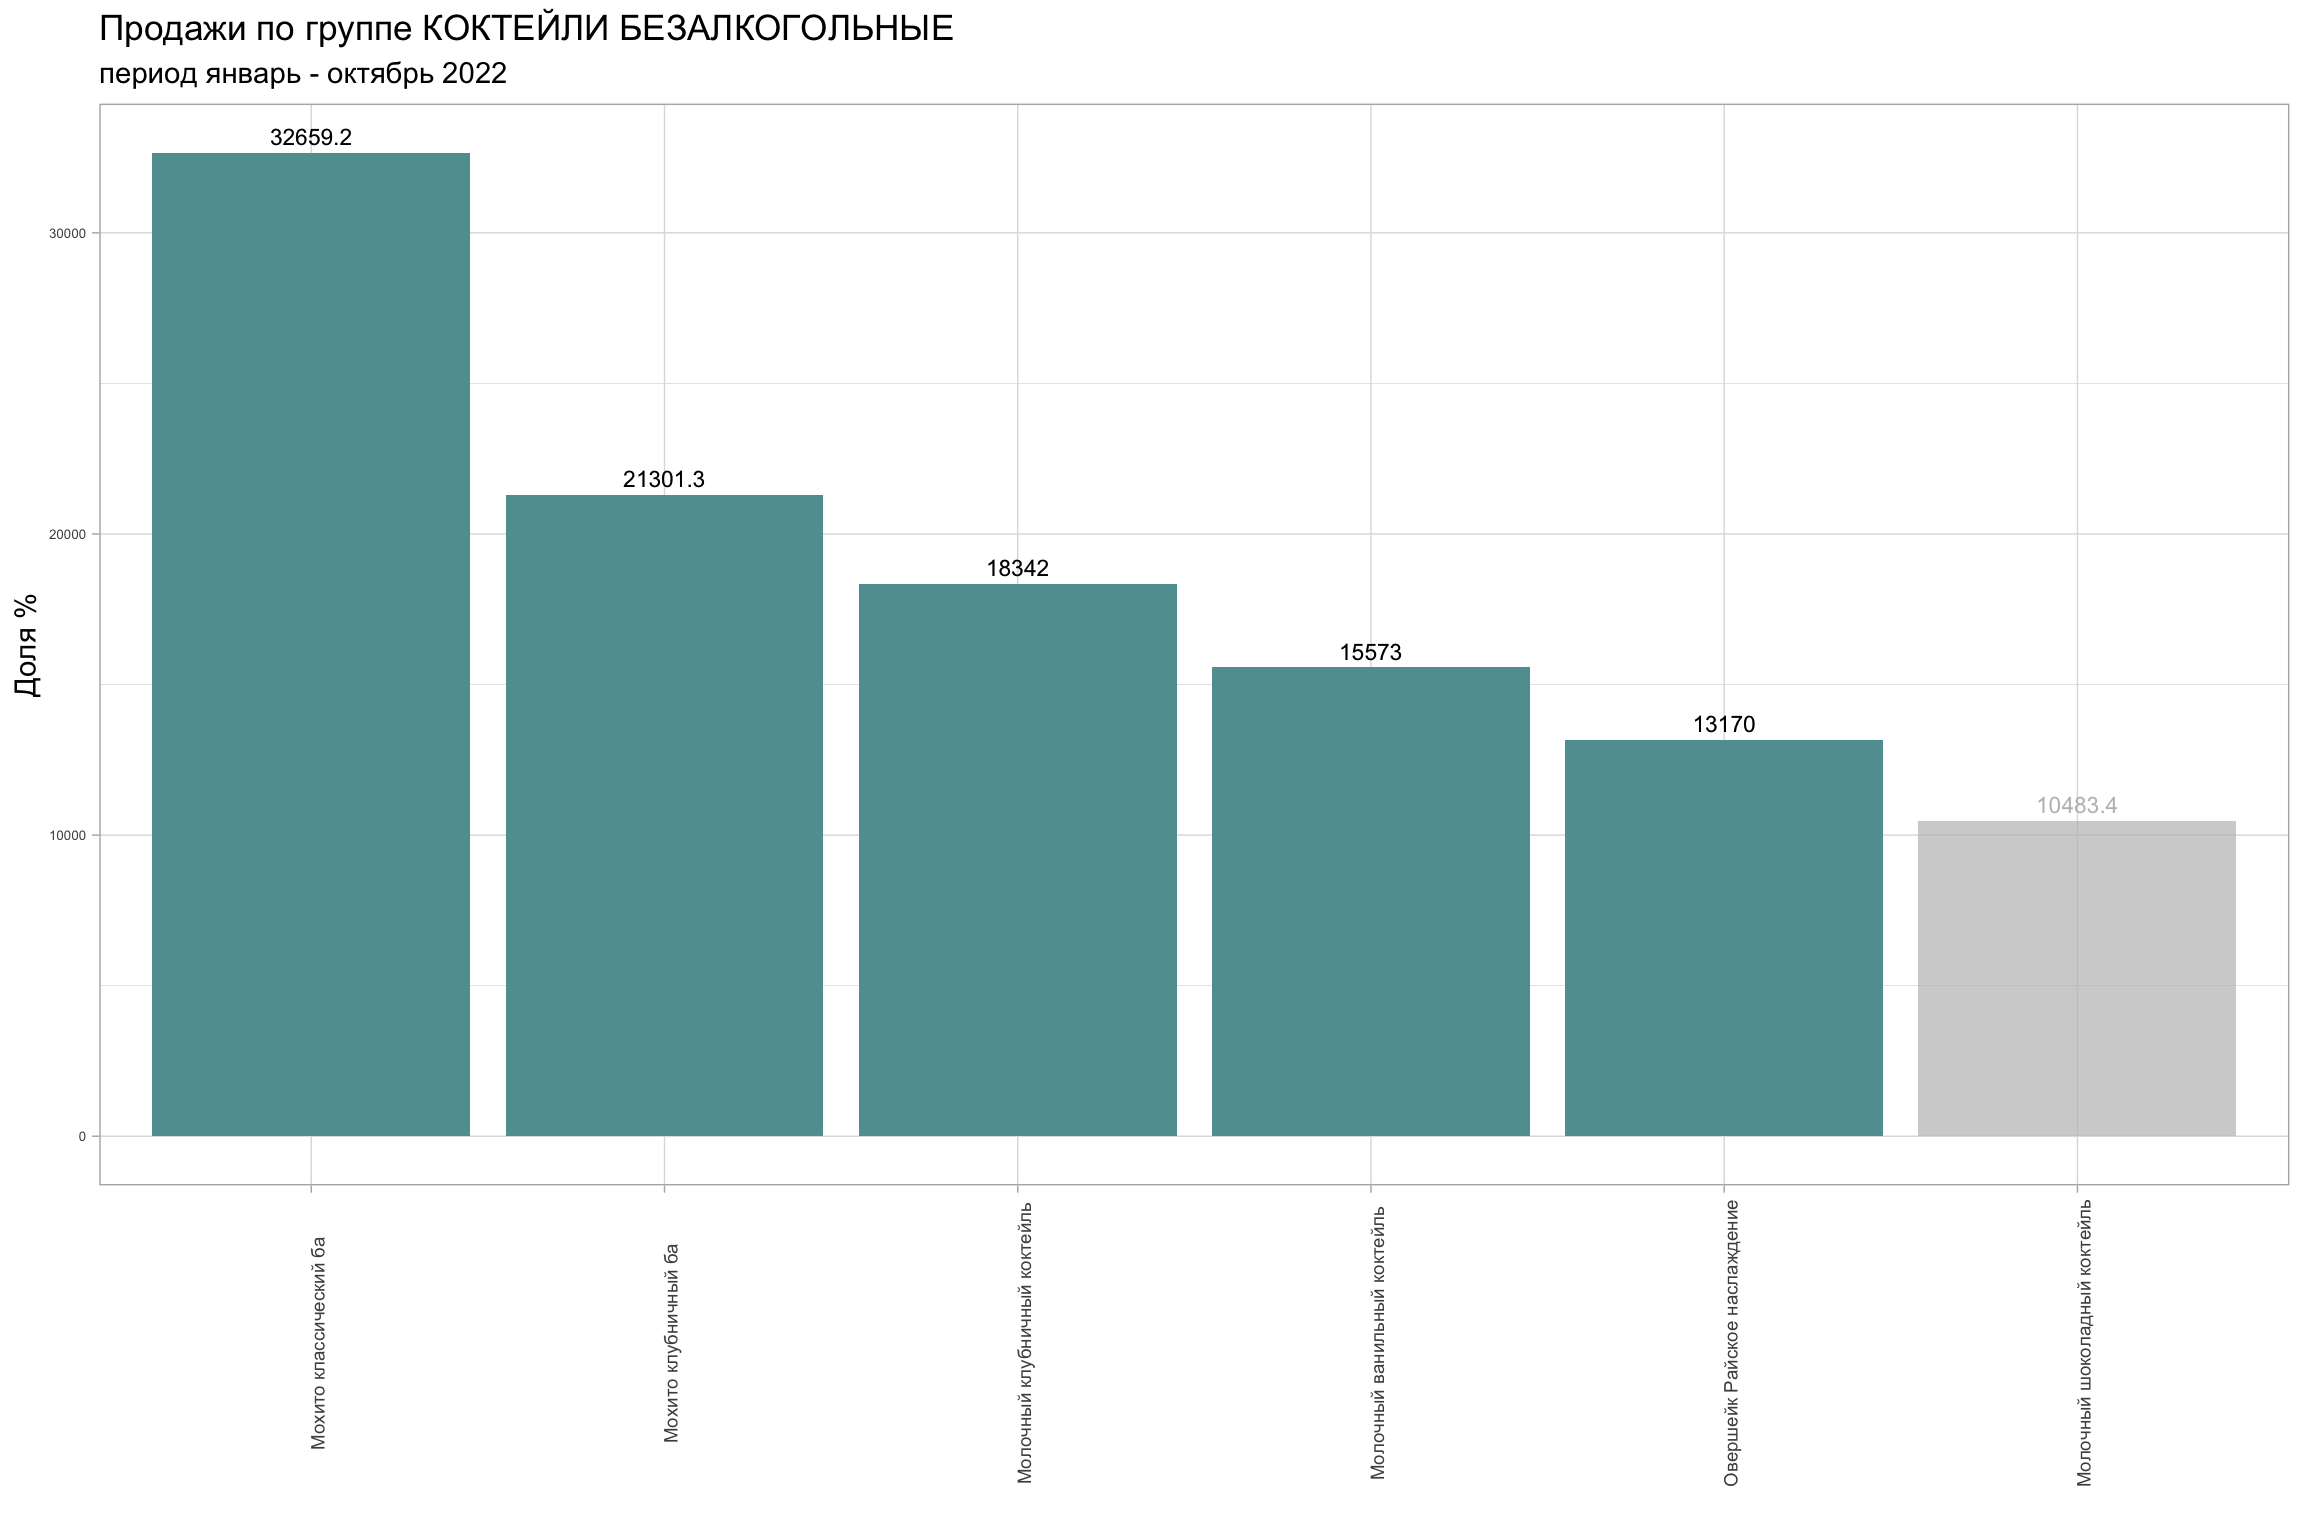 Продажи по группе КОКТЕЙЛИ БЕЗАЛКОГОЛЬНЫЕ
период январь - октябрь 2022
Доля %
30000
20000
10000
0
32659.2
21301.3
18342
15573
13170
10483.4
Мохито классический ба
Мохито клубничный ба
Молочный клубничный коктейль
Молочный ванильный коктейль
Овершейк Райское наслаждение
Молочный шоколадный коктейль